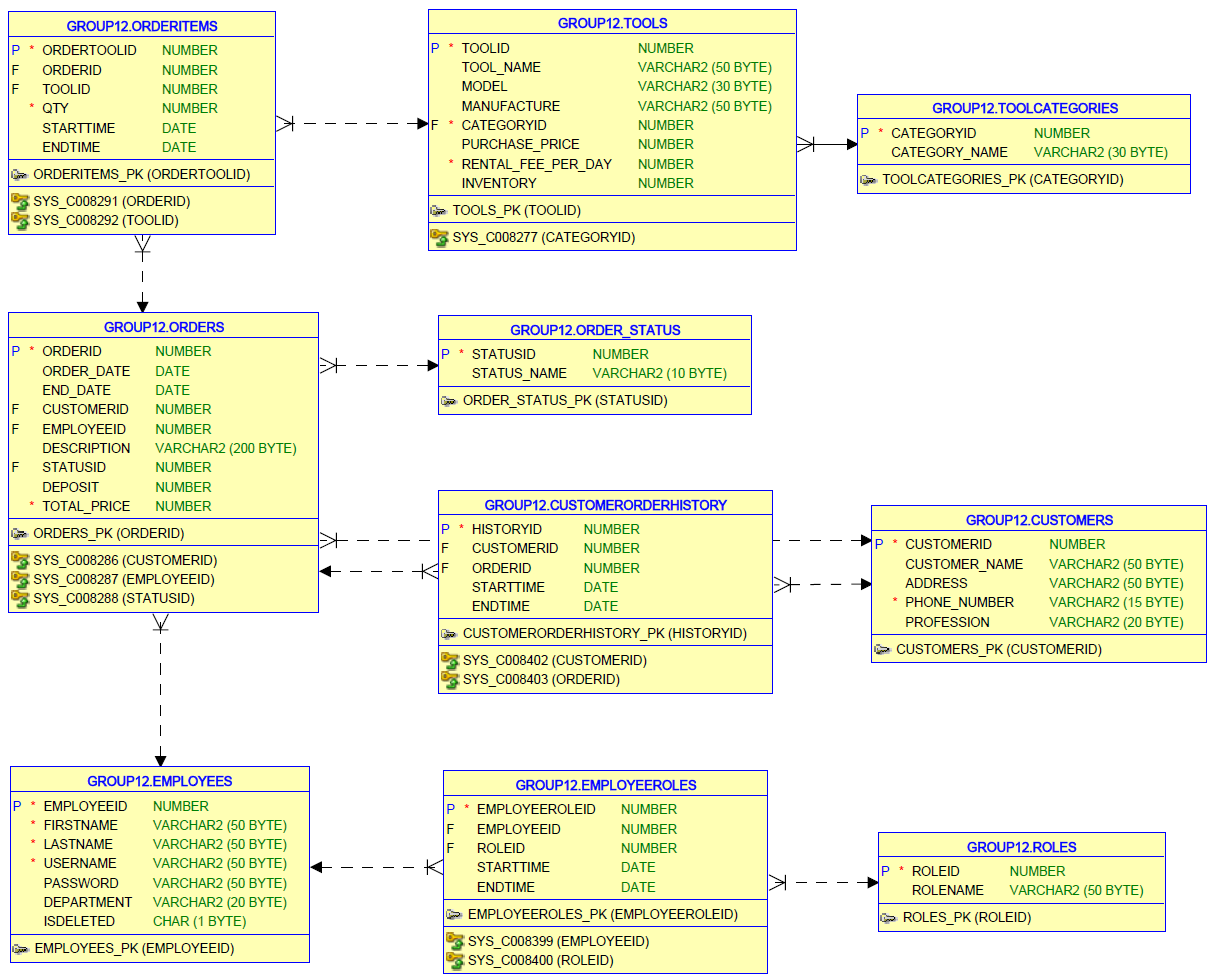 GROUP12.ORDERITEMS
P * ORDERTOOLID NUMBER
F ORDERID NUMBER
F TOOLID NUMBER
* QTY NUMBER
STARTTIME DATE
ENDTIME DATE
ORDERITEMS_PK (ORDERTOOLID)
SYS_C008291 (ORDERID)
SYS_C008292 (TOOLID)
GROUP12.TOOLS
P * TOOLID NUMBER
TOOL_NAME VARCHAR2 (50 BYTE)
MODEL VARCHAR2 (30 BYTE)
MANUFACTURE VARCHAR2 (50 BYTE)
F * CATEGORYID NUMBER
PURCHASE_PRICE NUMBER
* RENTAL_FEE_PER_DAY NUMBER
INVENTORY NUMBER
TOOLS_PK (TOOLID)
SYS_C008277 (CATEGORYID)
GROUP12.TOOLCATEGORIES
P * CATEGORYID NUMBER
CATEGORY_NAME VARCHAR2 (30 BYTE)
TOOLCATEGORIES_PK (CATEGORYID)
GROUP12.ORDERS
P * ORDERID NUMBER
ORDER_DATE DATE
END_DATE DATE
F CUSTOMERID NUMBER
F EMPLOYEEID NUMBER
DESCRIPTION VARCHAR2 (200 BYTE)
F STATUSID NUMBER
DEPOSIT NUMBER
* TOTAL_PRICE NUMBER
ORDERS_PK (ORDERID)
SYS_C008286 (CUSTOMERID)
SYS_C008287 (EMPLOYEEID)
SYS_C008288 (STATUSID)
GROUP12.ORDER_STATUS
P * STATUSID NUMBER
STATUS_NAME VARCHAR2 (10 BYTE)
ORDER_STATUS_PK (STATUSID)
GROUP12.CUSTOMERORDERHISTORY
P * HISTORYID NUMBER
F CUSTOMERID NUMBER
F ORDERID NUMBER
STARTTIME DATE
ENDTIME DATE
CUSTOMERORDERHISTORY_PK (HISTORYID)
SYS_C008402 (CUSTOMERID)
SYS_C008403 (ORDERID)
GROUP12.CUSTOMERS
P * CUSTOMERID NUMBER
CUSTOMER_NAME VARCHAR2 (50 BYTE)
ADDRESS VARCHAR2 (50 BYTE)
* PHONE_NUMBER VARCHAR2 (15 BYTE)
PROFESSION VARCHAR2 (20 BYTE)
CUSTOMERS_PK (CUSTOMERID)
GROUP12.EMPLOYEES
P * EMPLOYEEID NUMBER
* FIRSTNAME VARCHAR2 (50 BYTE)
* LASTNAME VARCHAR2 (50 BYTE)
* USERNAME VARCHAR2 (50 BYTE)
PASSWORD VARCHAR2 (50 BYTE)
DEPARTMENT VARCHAR2 (20 BYTE)
ISDELETED CHAR (1 BYTE)
EMPLOYEES_PK (EMPLOYEEID)
GROUP12.EMPLOYEEROLES
P * EMPLOYEEROLEID NUMBER
F EMPLOYEEID NUMBER
F ROLEID NUMBER
STARTTIME DATE
ENDTIME DATE
EMPLOYEEROLES_PK (EMPLOYEEROLEID)
SYS_C008399 (EMPLOYEEID)
SYS_C008400 (ROLEID)
GROUP12.ROLES
P * ROLEID NUMBER
ROLENAME VARCHAR2 (50 BYTE)
ROLES_PK (ROLEID)